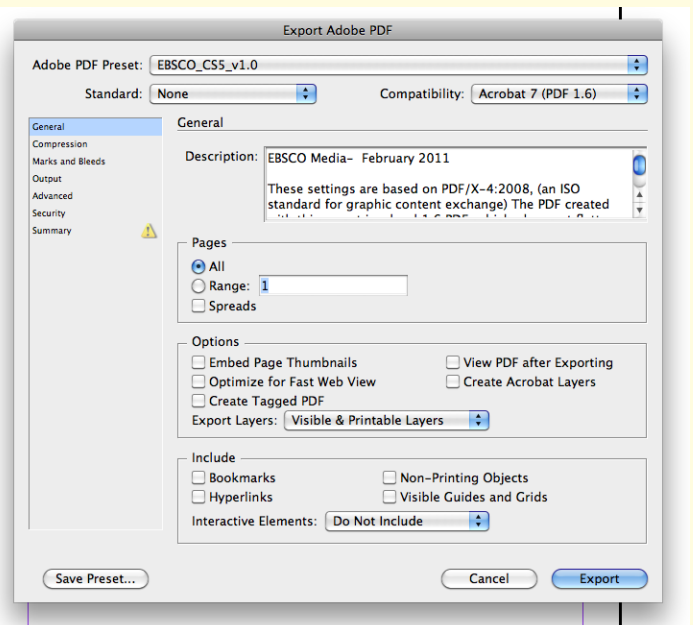 Export Adobe PDF
Adobe PDF Preset: EBSCO_CS5_v1.0
Standard: None Compatibility: Acrobat 7 (PDF 1.6)
General
Compression
Marks and Bleeds
Output
Advanced
Security
Summary
General
Description: EBSCO Media- February 2011
These settings are based on PDF/X-4:2008, (an ISO
standard for graphic content exchange) The PDF created
Pages
All
Range: 1
Spreads
Options
Embed Page Thumbnails View PDF after Exporting
Optimize for Fast Web View Create Acrobat Layers
Create Tagged PDF
Export Layers: Visible & Printable Layers
Include
Bookmarks Non-Printing Objects
Hyperlinks Visible Guides and Grids
Interactive Elements: Do Not Include
Save Preset... Cancel Export